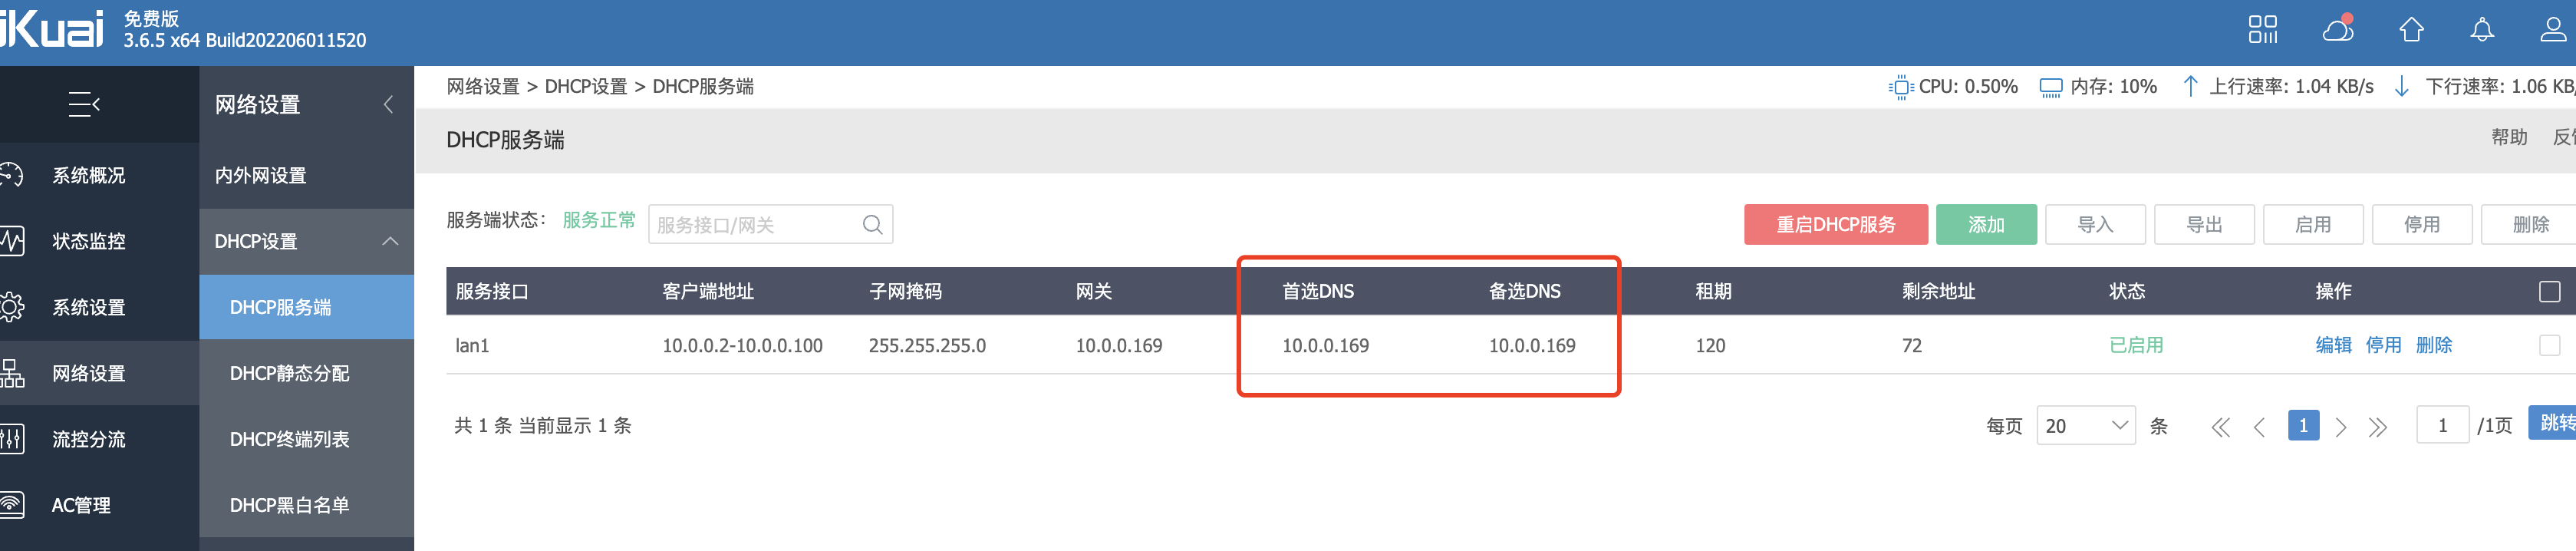 iKuai 免费版
3.6.5 x64 Build202206011520
网络设置 > DHCP设置 > DHCP服务端
CPU: 0.50% 内存: 10% 上行速率: 1.04 KB/s 下行速率: 1.06 KB/
系统概况
状态监控
系统设置
网络设置
流控分流
AC管理
网络设置
内外网设置
DHCP设置
DHCP服务端
DHCP静态分配
DHCP终端列表
DHCP黑白名单
DHCP服务端
帮助
服务端状态: 服务正常 服务接口/网关
重启DHCP服务 添加 导入 导出 启用 停用 删除
服务接口 客户端地址 子网掩码 网关 首选DNS 备选DNS 租期 剩余地址 状态 操作
lan1 10.0.0.2-10.0.0.100 255.255.255.0 10.0.0.169 10.0.0.169 10.0.0.169 120 72 已启用 编辑 停用 删除
共 1 条 当前显示 1 条
每页 20 条 1 1 /1页 跳转